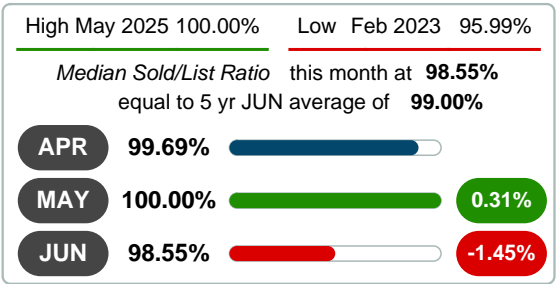 High May 2025 100.00% Low Feb 2023 95.99%
Median Sold/List Ratio this month at 98.55%
equal to 5 yr JUN average of 99.00%
APR 99.69%
MAY 100.00% 0.31%
JUN 98.55% -1.45%